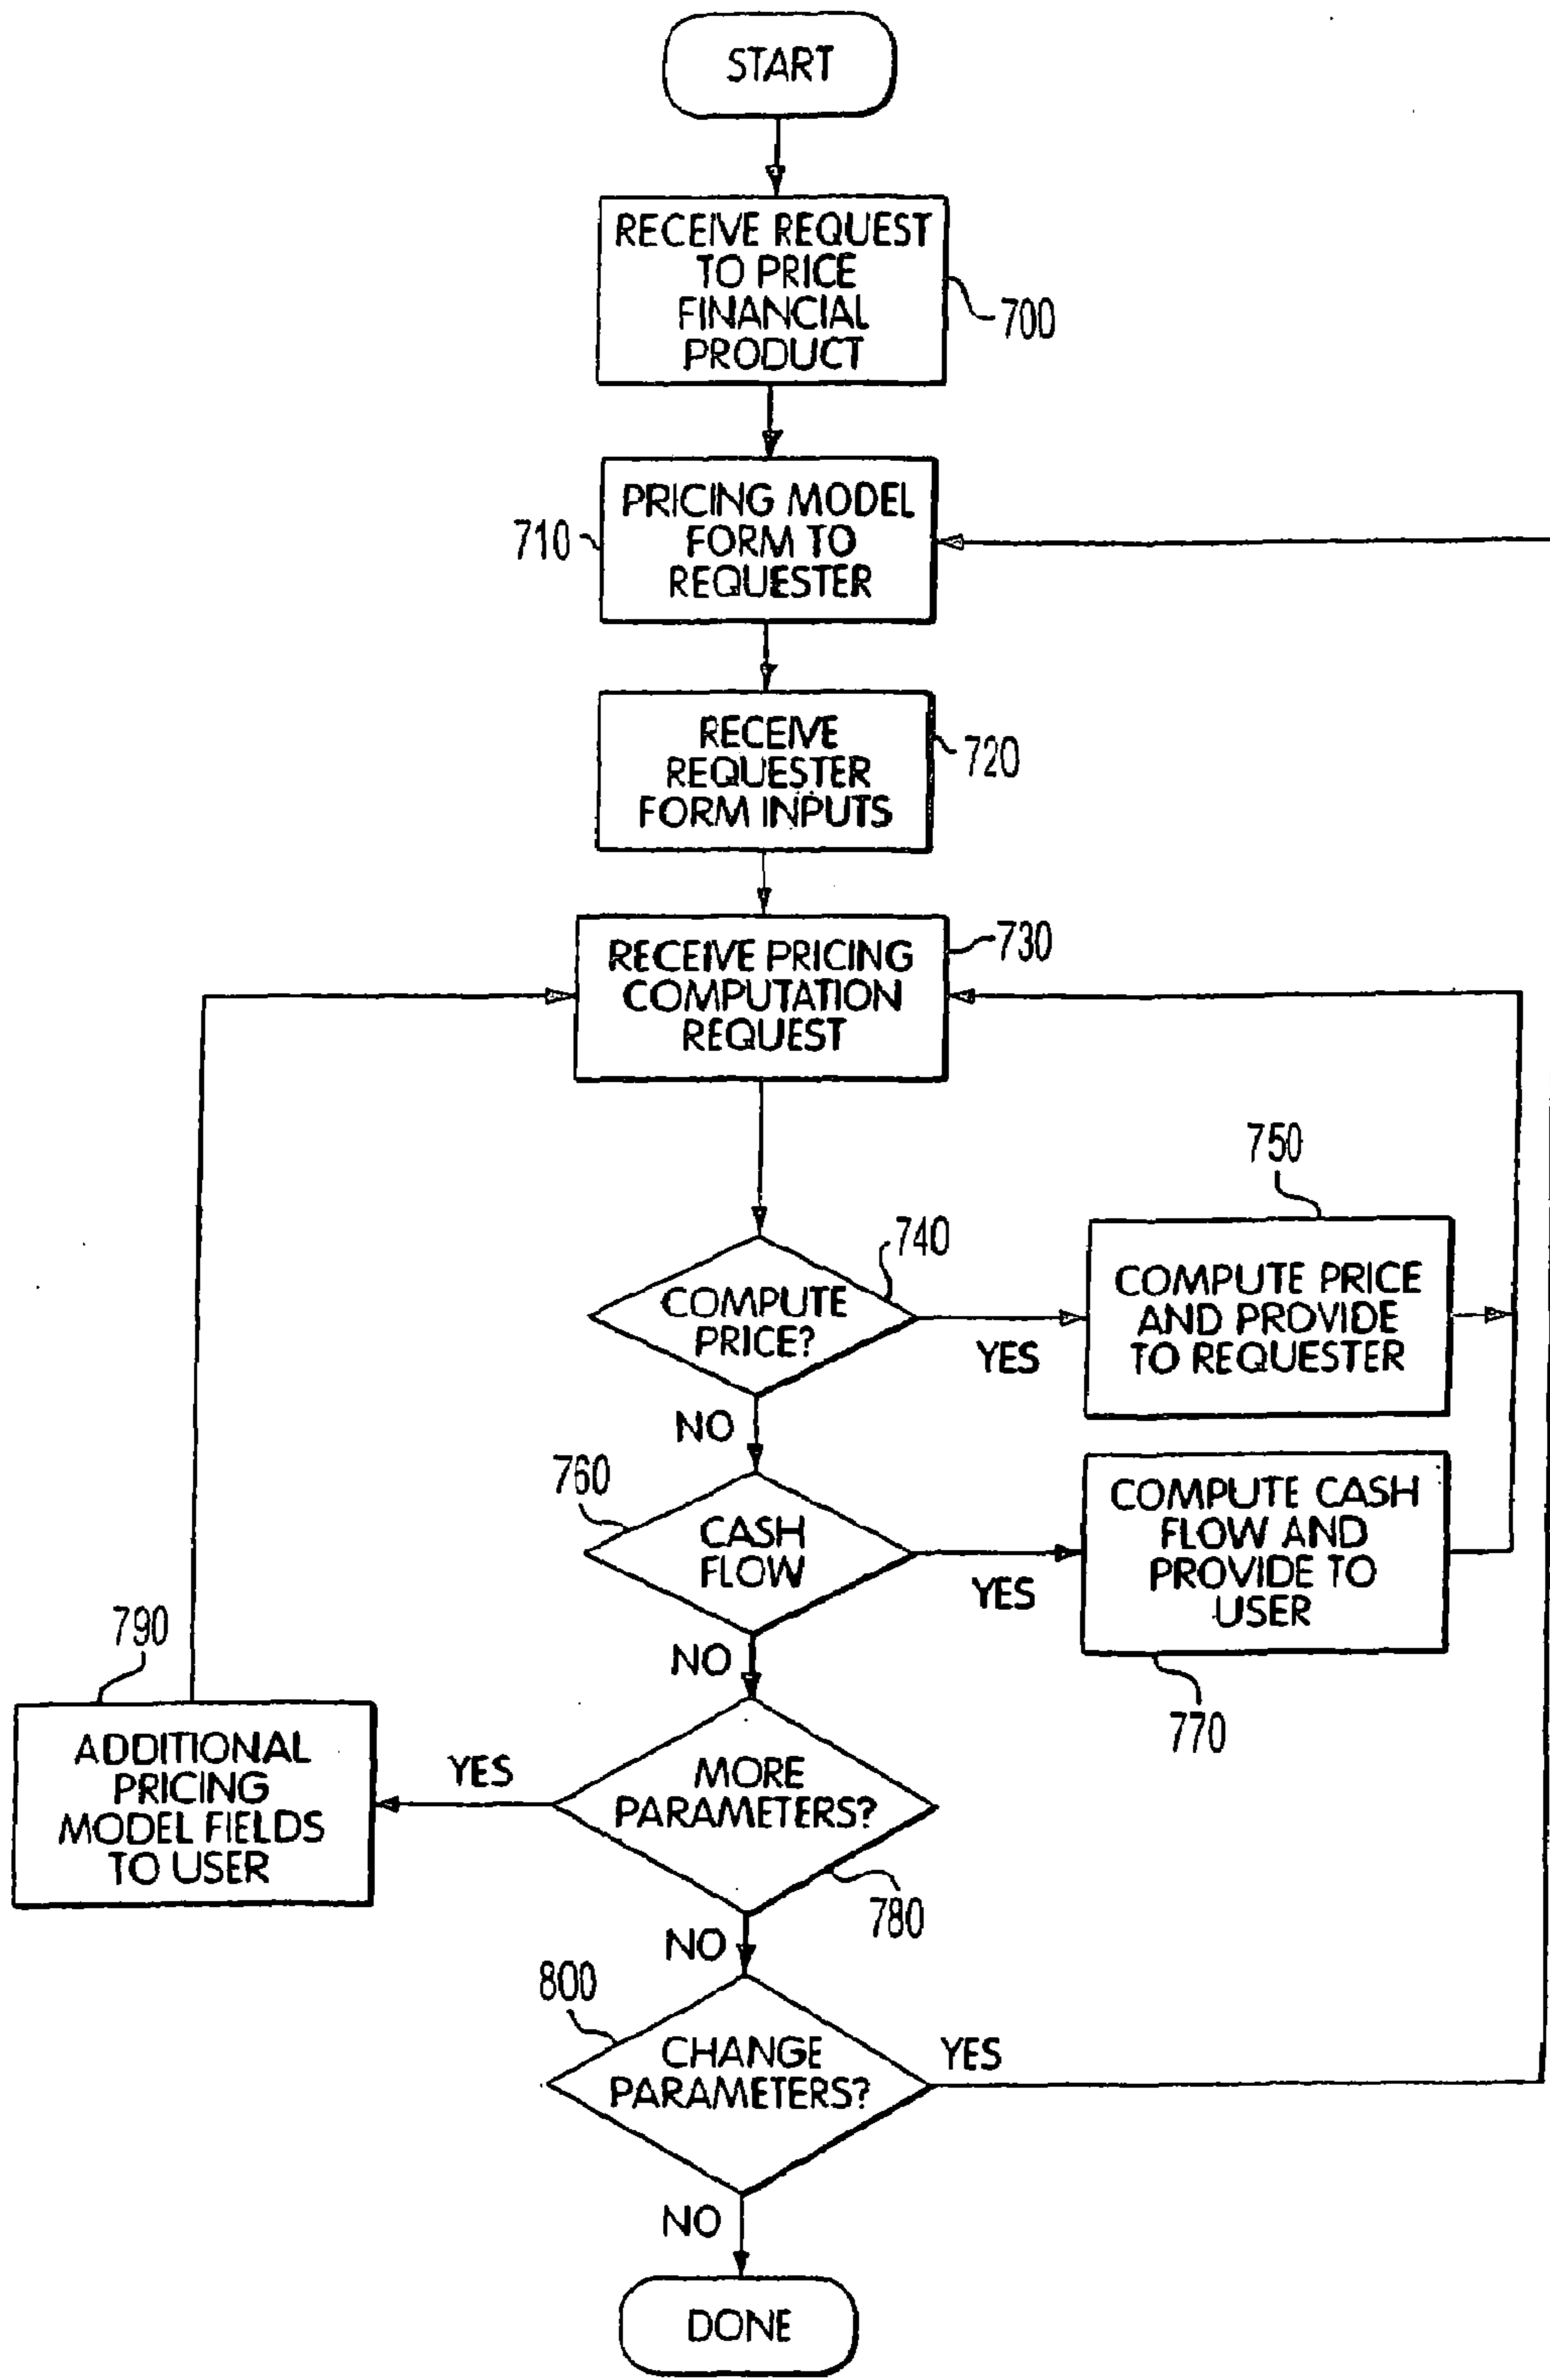 START
RECEIVE REQUEST
TO PRICE
FINANCIAL
PRODUCT
700
PRICING MODEL
FORM TO
REQUESTER
710
RECEIVE
REQUESTER
FORM INPUTS
720
RECEIVE PRICING
COMPUTATION
REQUEST
730
COMPUTE
PRICE?
740
YES
750
COMPUTE PRICE
AND PROVIDE
TO REQUESTER
NO
760
CASH
FLOW
YES
COMPUTE CASH
FLOW AND
PROVIDE TO
USER
770
NO
MORE
PARAMETERS?
780
YES
790
ADDITIONAL
PRICING
MODEL FIELDS
TO USER
NO
800
CHANGE
PARAMETERS?
YES
NO
DONE